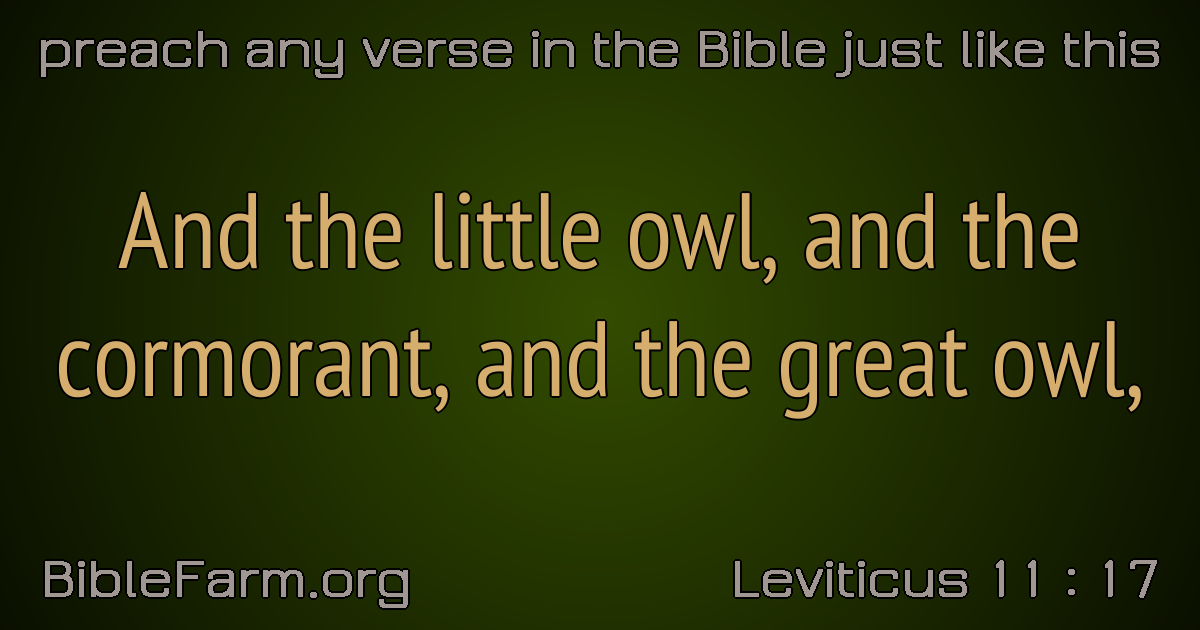 preach any verse in the Bible just like this
And the little owl, and the
cormorant, and the great owl,
BibleFarm.org
Leviticus 11 : 17